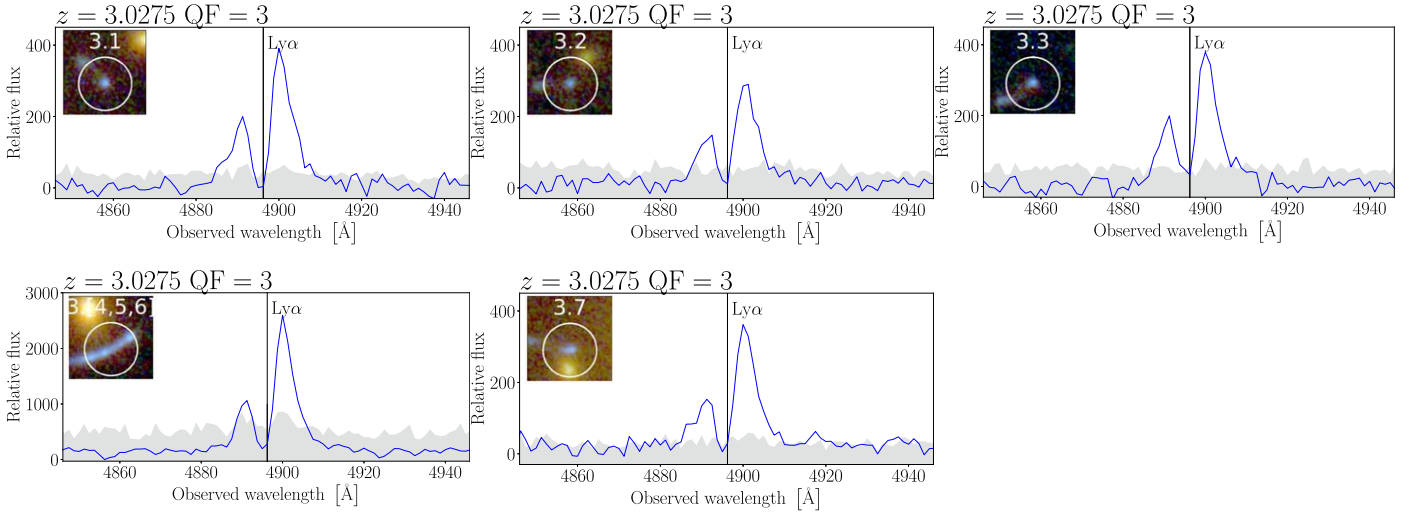 z = 3.0275 QF = 3
400
200
0
Relative flux
3.1
Lyα
4860 4880 4900 4920 4940
Observed wavelength [Å]
z = 3.0275 QF = 3
400
200
0
Relative flux
3.2
Lyα
4860 4880 4900 4920 4940
Observed wavelength [Å]
z = 3.0275 QF = 3
400
200
0
Relative flux
3.3
Lyα
4860 4880 4900 4920 4940
Observed wavelength [Å]
z = 3.0275 QF = 3
3000
2000
1000
0
Relative flux
3.[4,5,6]
Lyα
4860 4880 4900 4920 4940
Observed wavelength [Å]
z = 3.0275 QF = 3
400
200
0
Relative flux
3.7
Lyα
4860 4880 4900 4920 4940
Observed wavelength [Å]